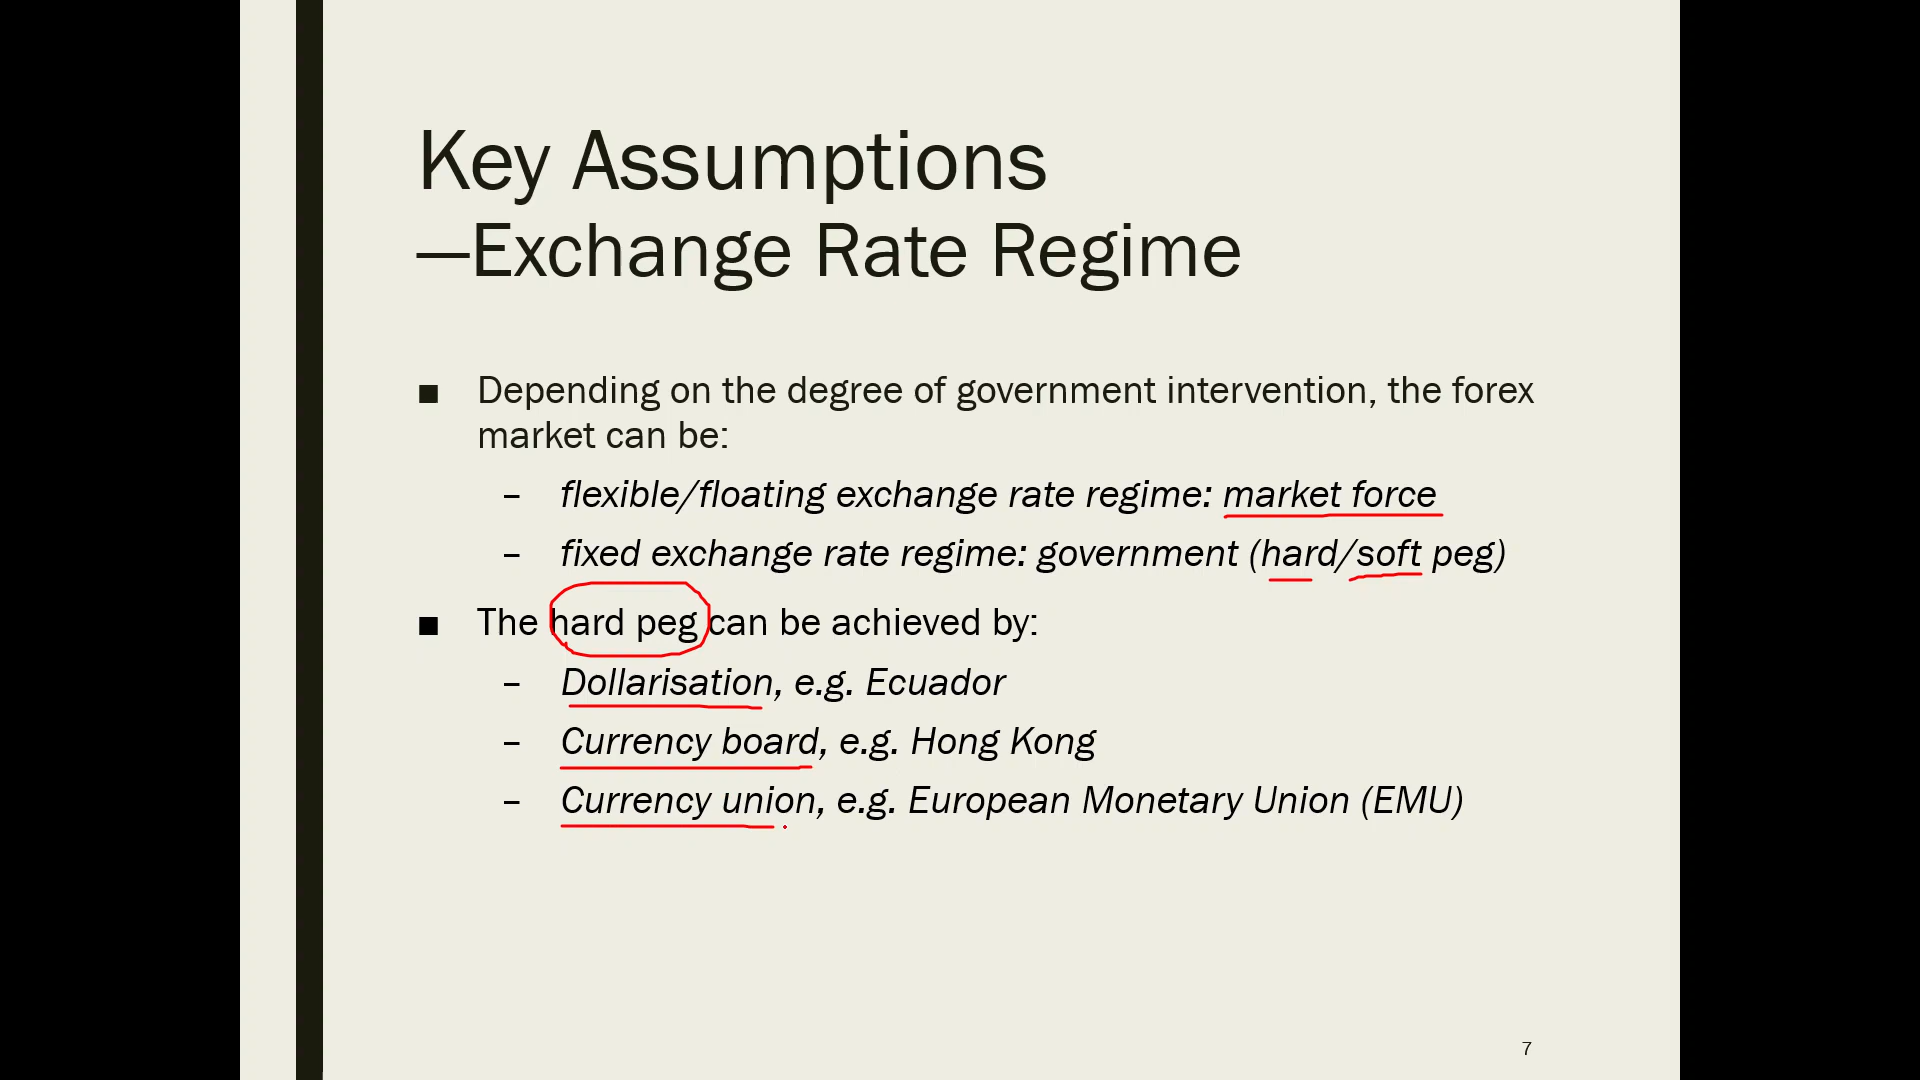 Key Assumptions
—Exchange Rate Regime
■ Depending on the degree of government intervention, the forex
market can be:
– flexible/floating exchange rate regime: market force
– fixed exchange rate regime: government (hard/soft peg)
■ The hard peg can be achieved by:
– Dollarisation, e.g. Ecuador
– Currency board, e.g. Hong Kong
– Currency union, e.g. European Monetary Union (EMU)
7